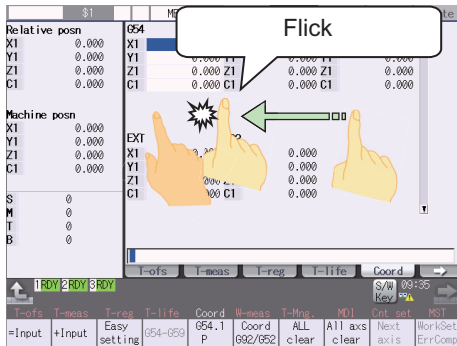 $1
Flick
Relative posn G54
X1 0.000 X1
Y1 0.000 Y1 0.000 Y1
Z1 0.000 Z1 0.000 Z1 0.000 Z1 0.000
C1 0.000 C1 0.000 C1 0.000 C1 0.000
Machine posn
X1 0.000 EXT
Y1 0.000 X1 0.000
Z1 0.000 Y1 0.000
C1 0.000 Z1 0.000
C1 C1 0.000
S 0
M 0
T 0
B 0
T-ofs T-meas T-reg T-life Coord
1RDY 2RDY 3RDY S/W Key 09:35
T-ofs T-meas T-reg T-life Coord W-meas T-Mng. MDI Cnt set MST
=Input +Input Easy setting G54-G59 G54.1 P Coord G92/G52 ALL clear All axs clear Next axis WorkSet ErrComp